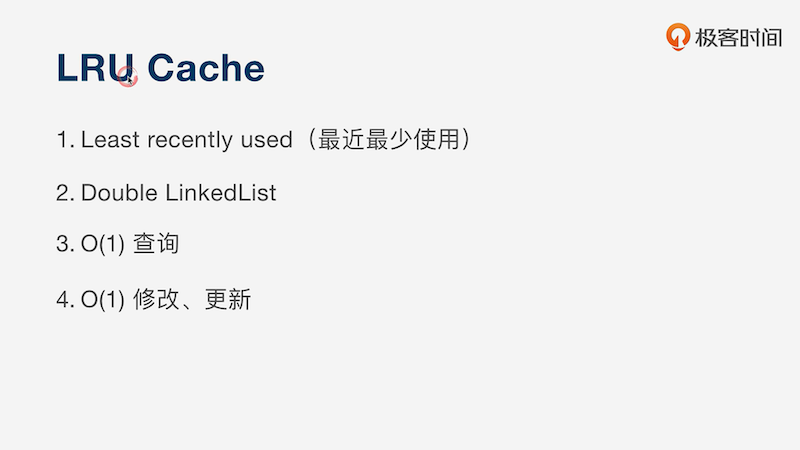 极客时间
LRU Cache
1. Least recently used（最近最少使用）
2. Double LinkedList
3. O(1) 查询
4. O(1) 修改、更新